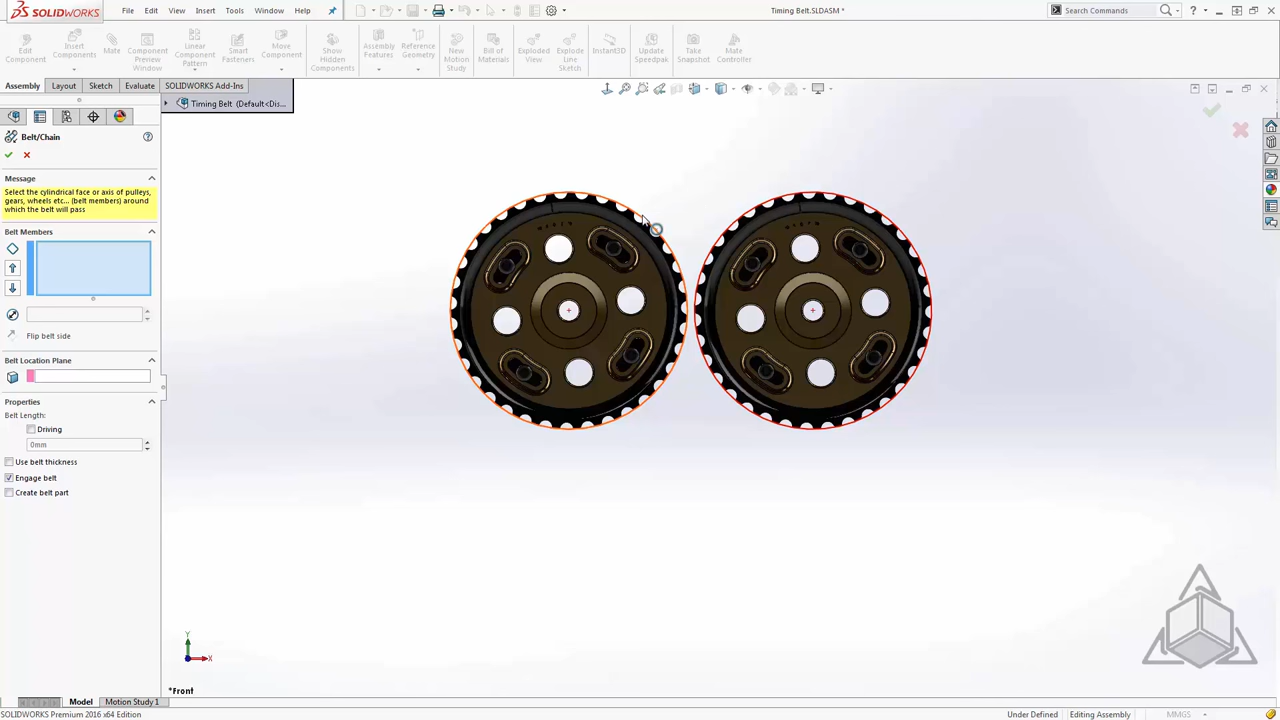 SOLIDWORKS
File Edit View Insert Tools Window Help
Timing Belt.SLDASM *
Search Commands
Edit Component
Insert Components
Mate
Component Preview Window
Linear Component Pattern
Smart Fasteners
Move Component
Show Hidden Components
Assembly Features
Reference Geometry
New Motion Study
Bill of Materials
Exploded View
Explode Line Sketch
Instant3D
Update Speedpak
Take Snapshot
Mate Controller
Assembly Layout Sketch Evaluate SOLIDWORKS Add-Ins
Timing Belt (Default<Dis...
Belt/Chain
Message
Select the cylindrical face or axis of pulleys,
gears, wheels etc... (belt members) around
which the belt will pass
Belt Members
Flip belt side
Belt Location Plane
Properties
Belt Length:
Driving
0mm
Use belt thickness
Engage belt
Create belt part
Y
X
*Front
Model Motion Study 1
SOLIDWORKS Premium 2016 x64 Edition
Under Defined
Editing Assembly
MMGS